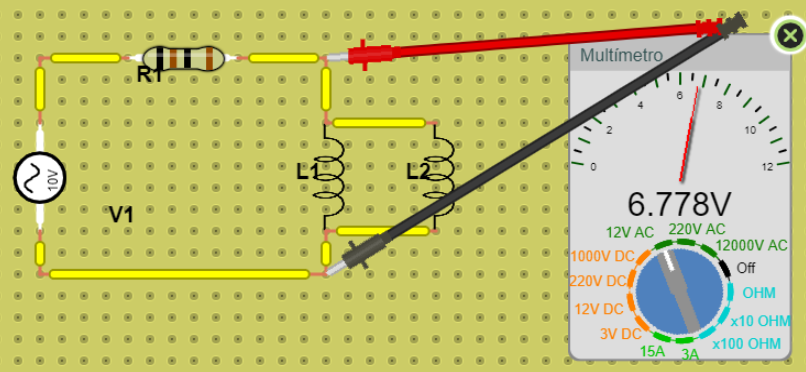 R1
10V
V1
L1
L2
Multímetro
0
2
4
6
8
10
12
6.778V
12V AC
220V AC
12000V AC
1000V DC
Off
220V DC
OHM
12V DC
x10 OHM
3V DC
x100 OHM
15A
3A